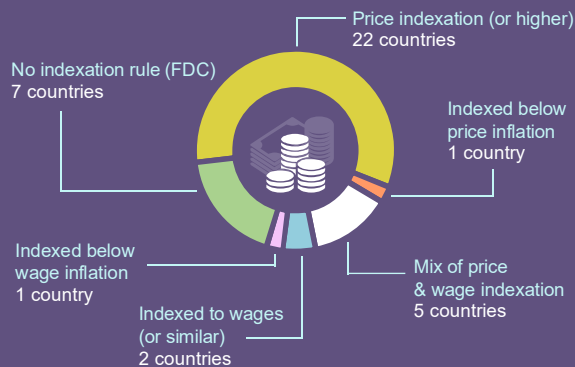 Price indexation (or higher)
22 countries
No indexation rule (FDC)
7 countries
Indexed below
price inflation
1 country
Indexed below
wage inflation
1 country
Mix of price
& wage indexation
5 countries
Indexed to wages
(or similar)
2 countries